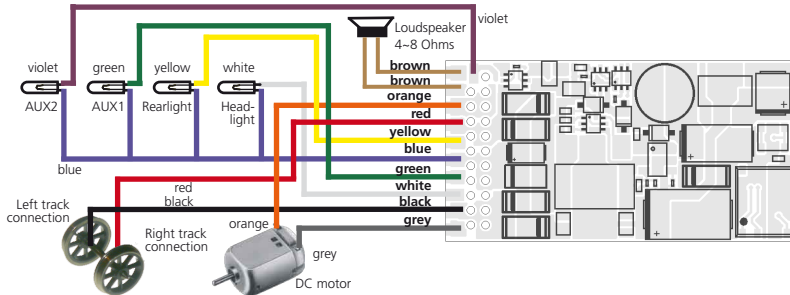 violet
Loudspeaker
4~8 Ohms
violet
green
yellow
white
AUX2
AUX1
Rearlight
Head-
light
brown
brown
orange
red
yellow
blue
green
white
black
grey
blue
red
black
Left track
connection
Right track
connection
orange
grey
DC motor